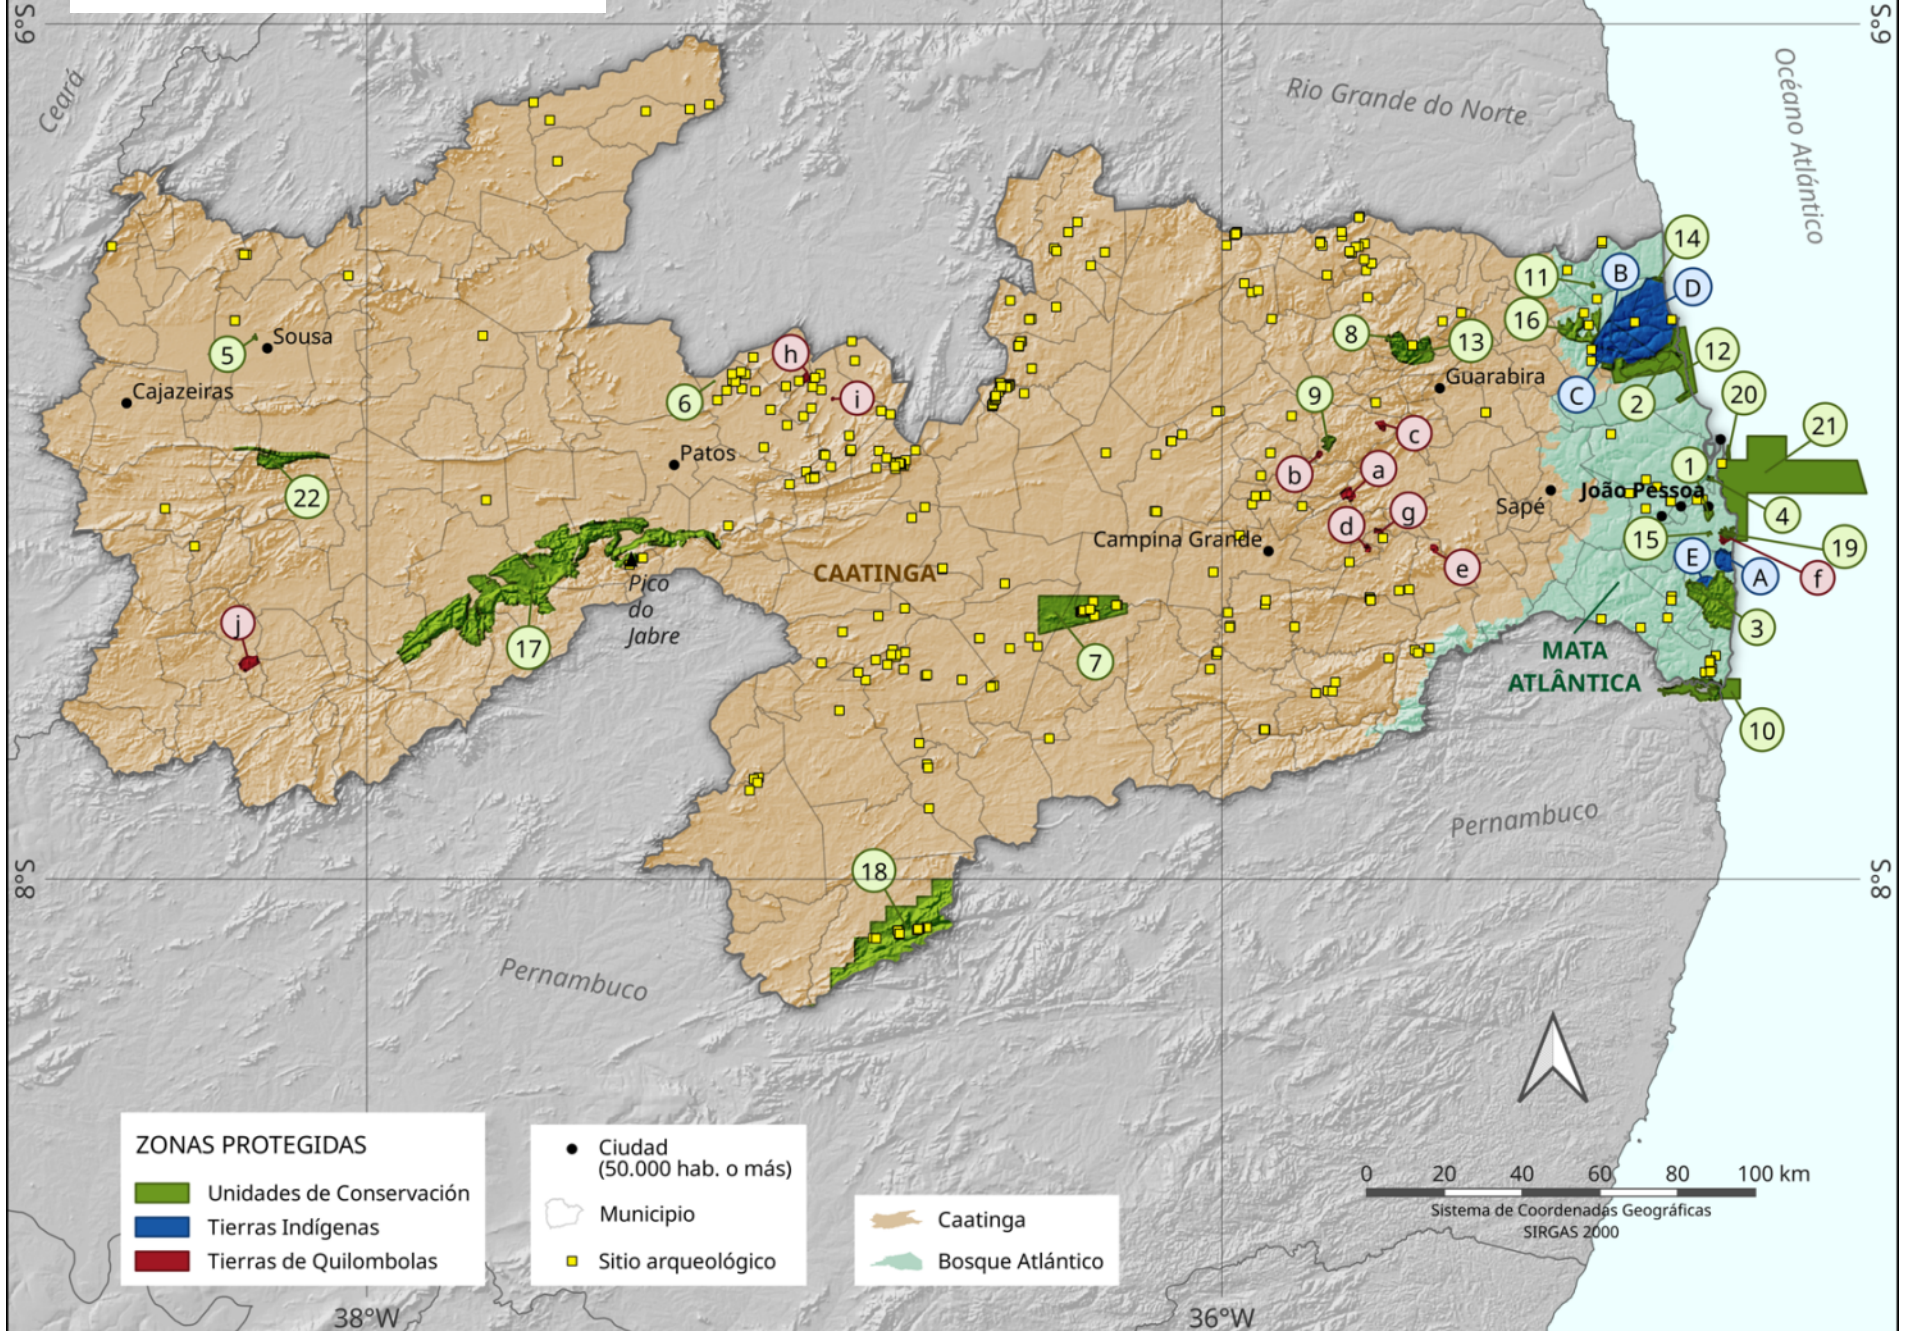 6°S
6°S
Ceará
Rio Grande do Norte
Océano Atlántico
14
B
11
D
16
8
13
12
h
5
Sousa
Guarabira
Cajazeiras
6
i
9
C
2
20
21
c
Patos
b
a
1
22
Sapé
João Pessoa
g
d
4
Campina Grande
15
19
E
A
f
e
CAATINGA
Pico
do
Jabre
j
17
7
3
MATA
ATLÂNTICA
10
Pernambuco
18
8°S
8°S
Pernambuco
ZONAS PROTEGIDAS
Unidades de Conservación
Tierras Indígenas
Tierras de Quilombolas
Ciudad
(50.000 hab. o más)
Municipio
Sitio arqueológico
Caatinga
Bosque Atlántico
0 20 40 60 80 100 km
Sistema de Coordenadas Geográficas
SIRGAS 2000
38°W
36°W